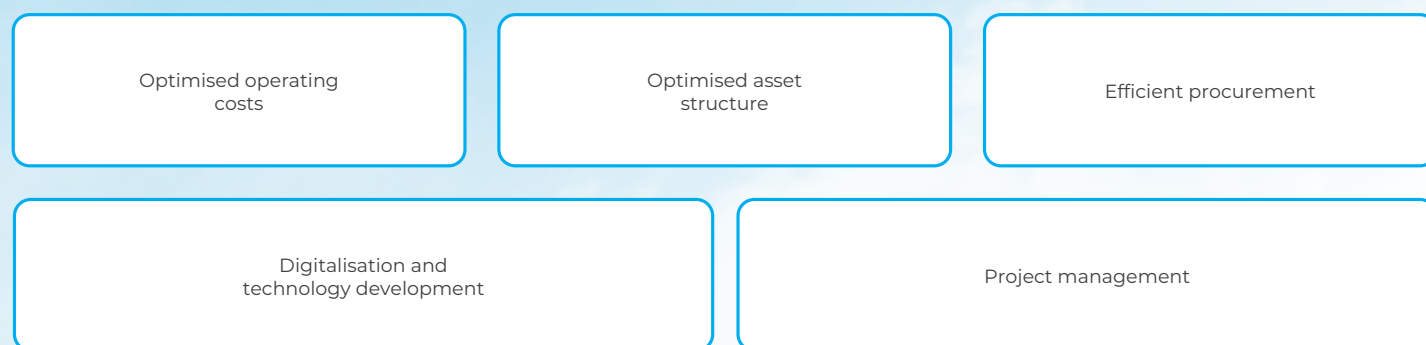 Optimised operating
costs
Optimised asset
structure
Efficient procurement
Digitalisation and
technology development
Project management